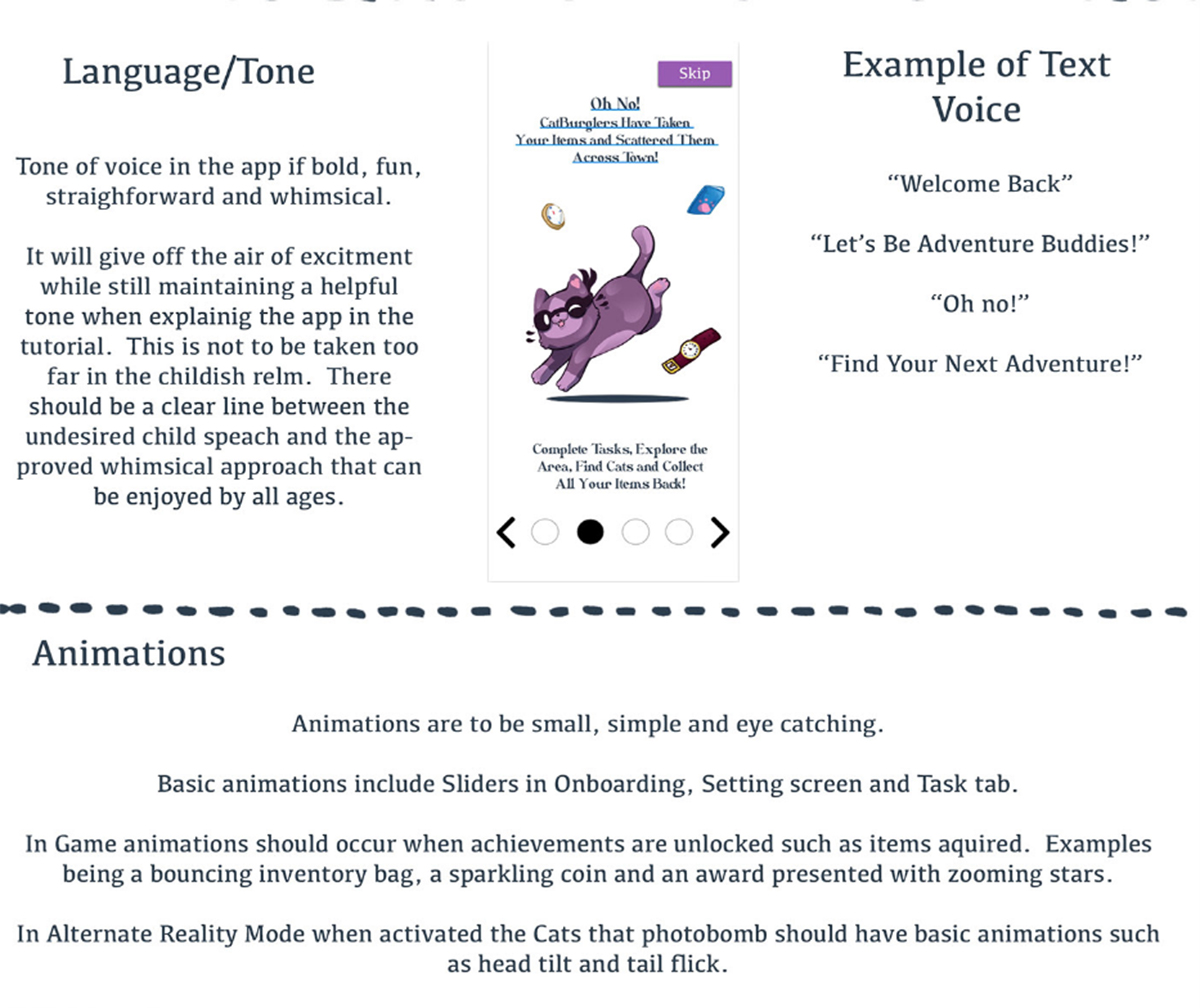 Language/Tone
Tone of voice in the app if bold, fun,
straighforward and whimsical.
It will give off the air of excitment
while still maintaining a helpful
tone when explainig the app in the
tutorial.  This is not to be taken too
far in the childish relm.  There
should be a clear line between the
undesired child speach and the ap-
proved whimsical approach that can
be enjoyed by all ages.
Skip
Oh No!
CatBurglers Have Taken
Your Items and Scattered Them
Across Town!
Complete Tasks, Explore the
Area, Find Cats and Collect
All Your Items Back!
Example of Text
Voice
“Welcome Back”
“Let’s Be Adventure Buddies!”
“Oh no!”
“Find Your Next Adventure!”
Animations
Animations are to be small, simple and eye catching.
Basic animations include Sliders in Onboarding, Setting screen and Task tab.
In Game animations should occur when achievements are unlocked such as items aquired.  Examples
being a bouncing inventory bag, a sparkling coin and an award presented with zooming stars.
In Alternate Reality Mode when activated the Cats that photobomb should have basic animations such
as head tilt and tail flick.